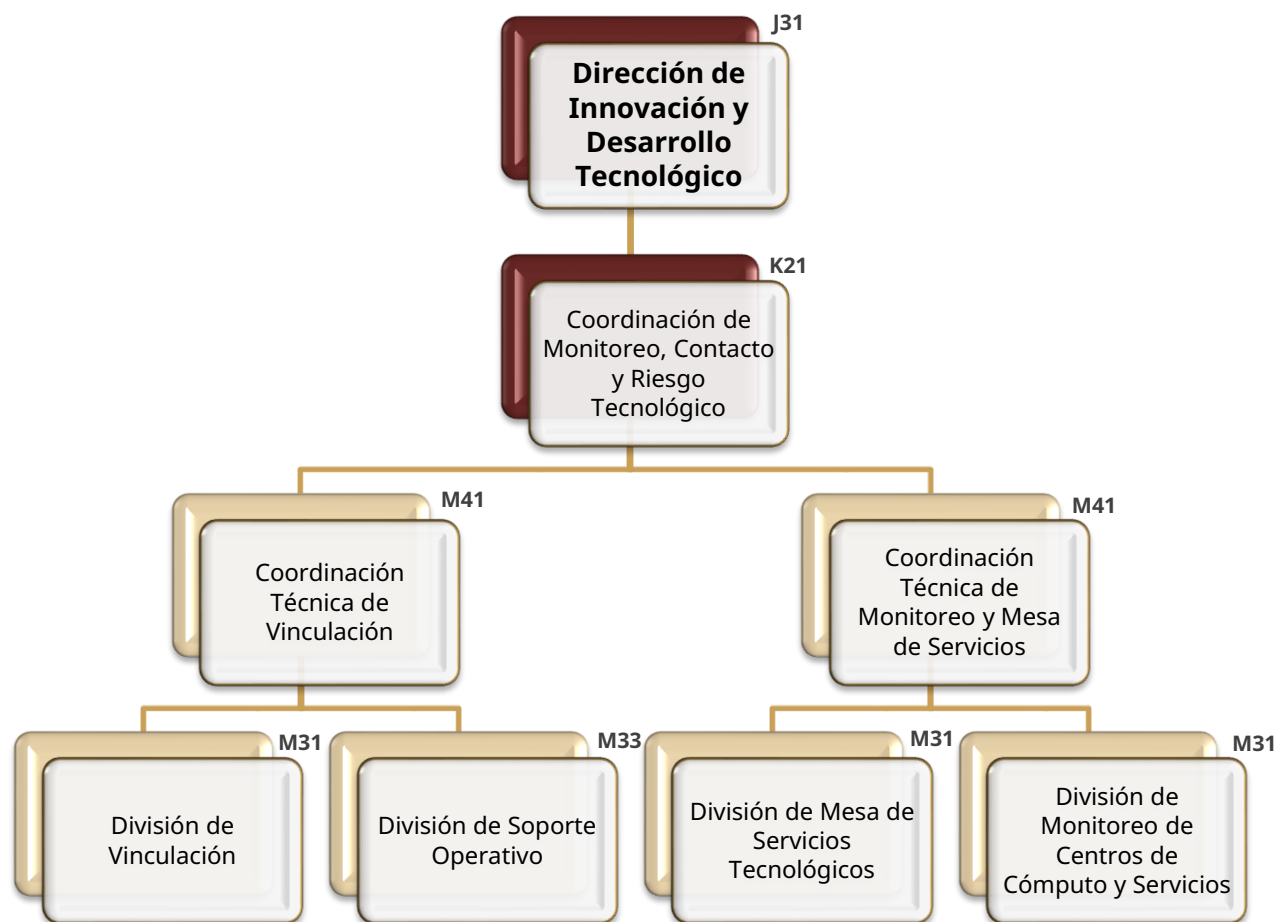 J31
Dirección de
Innovación y
Desarrollo
Tecnológico
K21
Coordinación de
Monitoreo, Contacto
y Riesgo
Tecnológico
M41
Coordinación
Técnica de
Vinculación
M41
Coordinación
Técnica de
Monitoreo y Mesa
de Servicios
M31
División de
Vinculación
M33
División de Soporte
Operativo
M31
División de Mesa de
Servicios
Tecnológicos
M31
División de
Monitoreo de
Centros de
Cómputo y Servicios